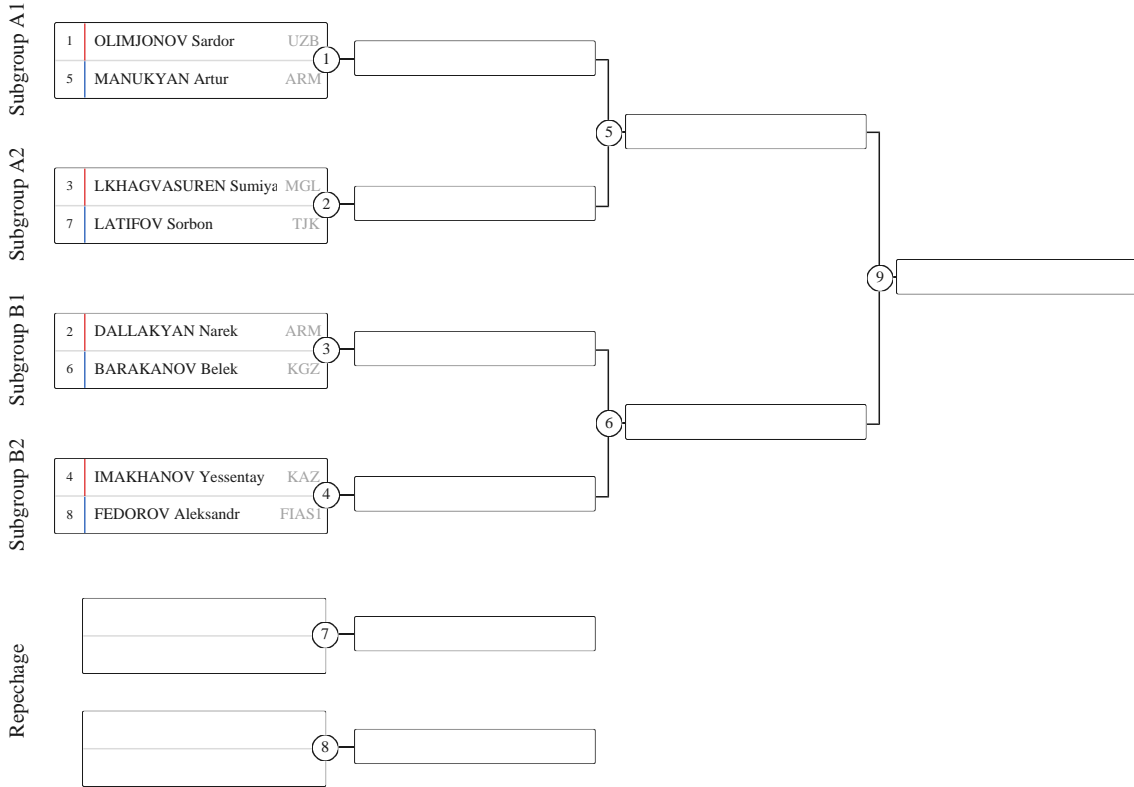 Subgroup A1
1 OLIMJONOV Sardor UZB
1
5 MANUKYAN Artur ARM
5
Subgroup A2
3 LKHAGVASUREN Sumiya MGL
2
7 LATIFOV Sorbon TJK
9
Subgroup B1
2 DALLAKYAN Narek ARM
3
6 BARAKANOV Belek KGZ
6
Subgroup B2
4 IMAKHANOV Yessentay KAZ
4
8 FEDOROV Aleksandr FIAS1
Repechage
7
8